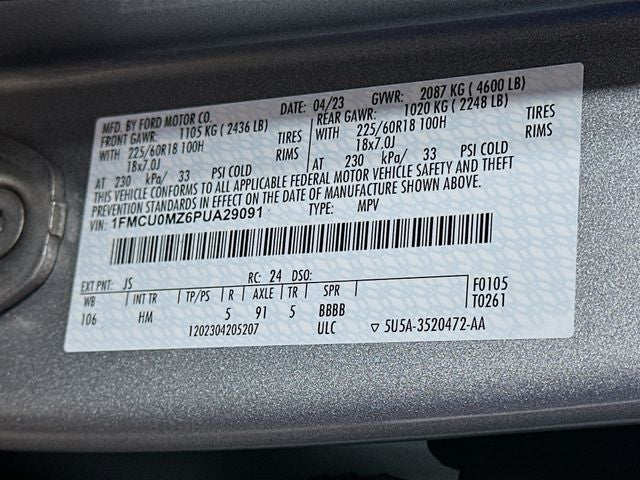 MFD. BY FORD MOTOR CO. DATE: 04/23 GVWR: 2087 KG ( 4600 LB)
FRONT GAWR: 1105 KG ( 2436 LB) REAR GAWR: 1020 KG ( 2248 LB)
WITH 225/60R18 100H TIRES WITH 225/60R18 100H TIRES
18x7.0J RIMS 18x7.0J RIMS
AT 230 kPa/ 33 PSI COLD AT 230 kPa/ 33 PSI COLD
THIS VEHICLE CONFORMS TO ALL APPLICABLE FEDERAL MOTOR VEHICLE SAFETY AND THEFT
PREVENTION STANDARDS IN EFFECT ON THE DATE OF MANUFACTURE SHOWN ABOVE.
VIN: 1FMCU0MZ6PUA29091 TYPE: MPV
EXT PNT: JS RC: 24 DSO: F0105
WB INT TR TP/PS R AXLE TR SPR T0261
106 HM 5 91 5 BBBB
1202304205207 ULC ▽ 5U5A-3520472-AA